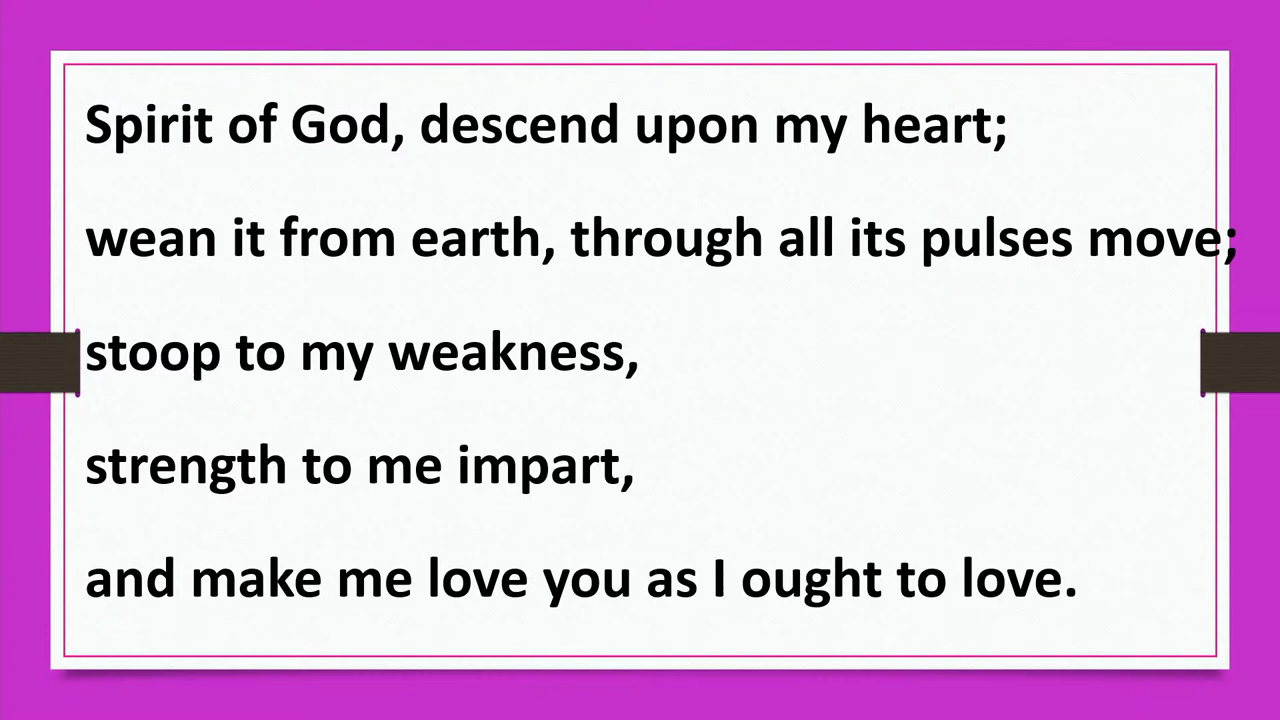 Spirit of God, descend upon my heart;
wean it from earth, through all its pulses move;
stoop to my weakness,
strength to me impart,
and make me love you as I ought to love.